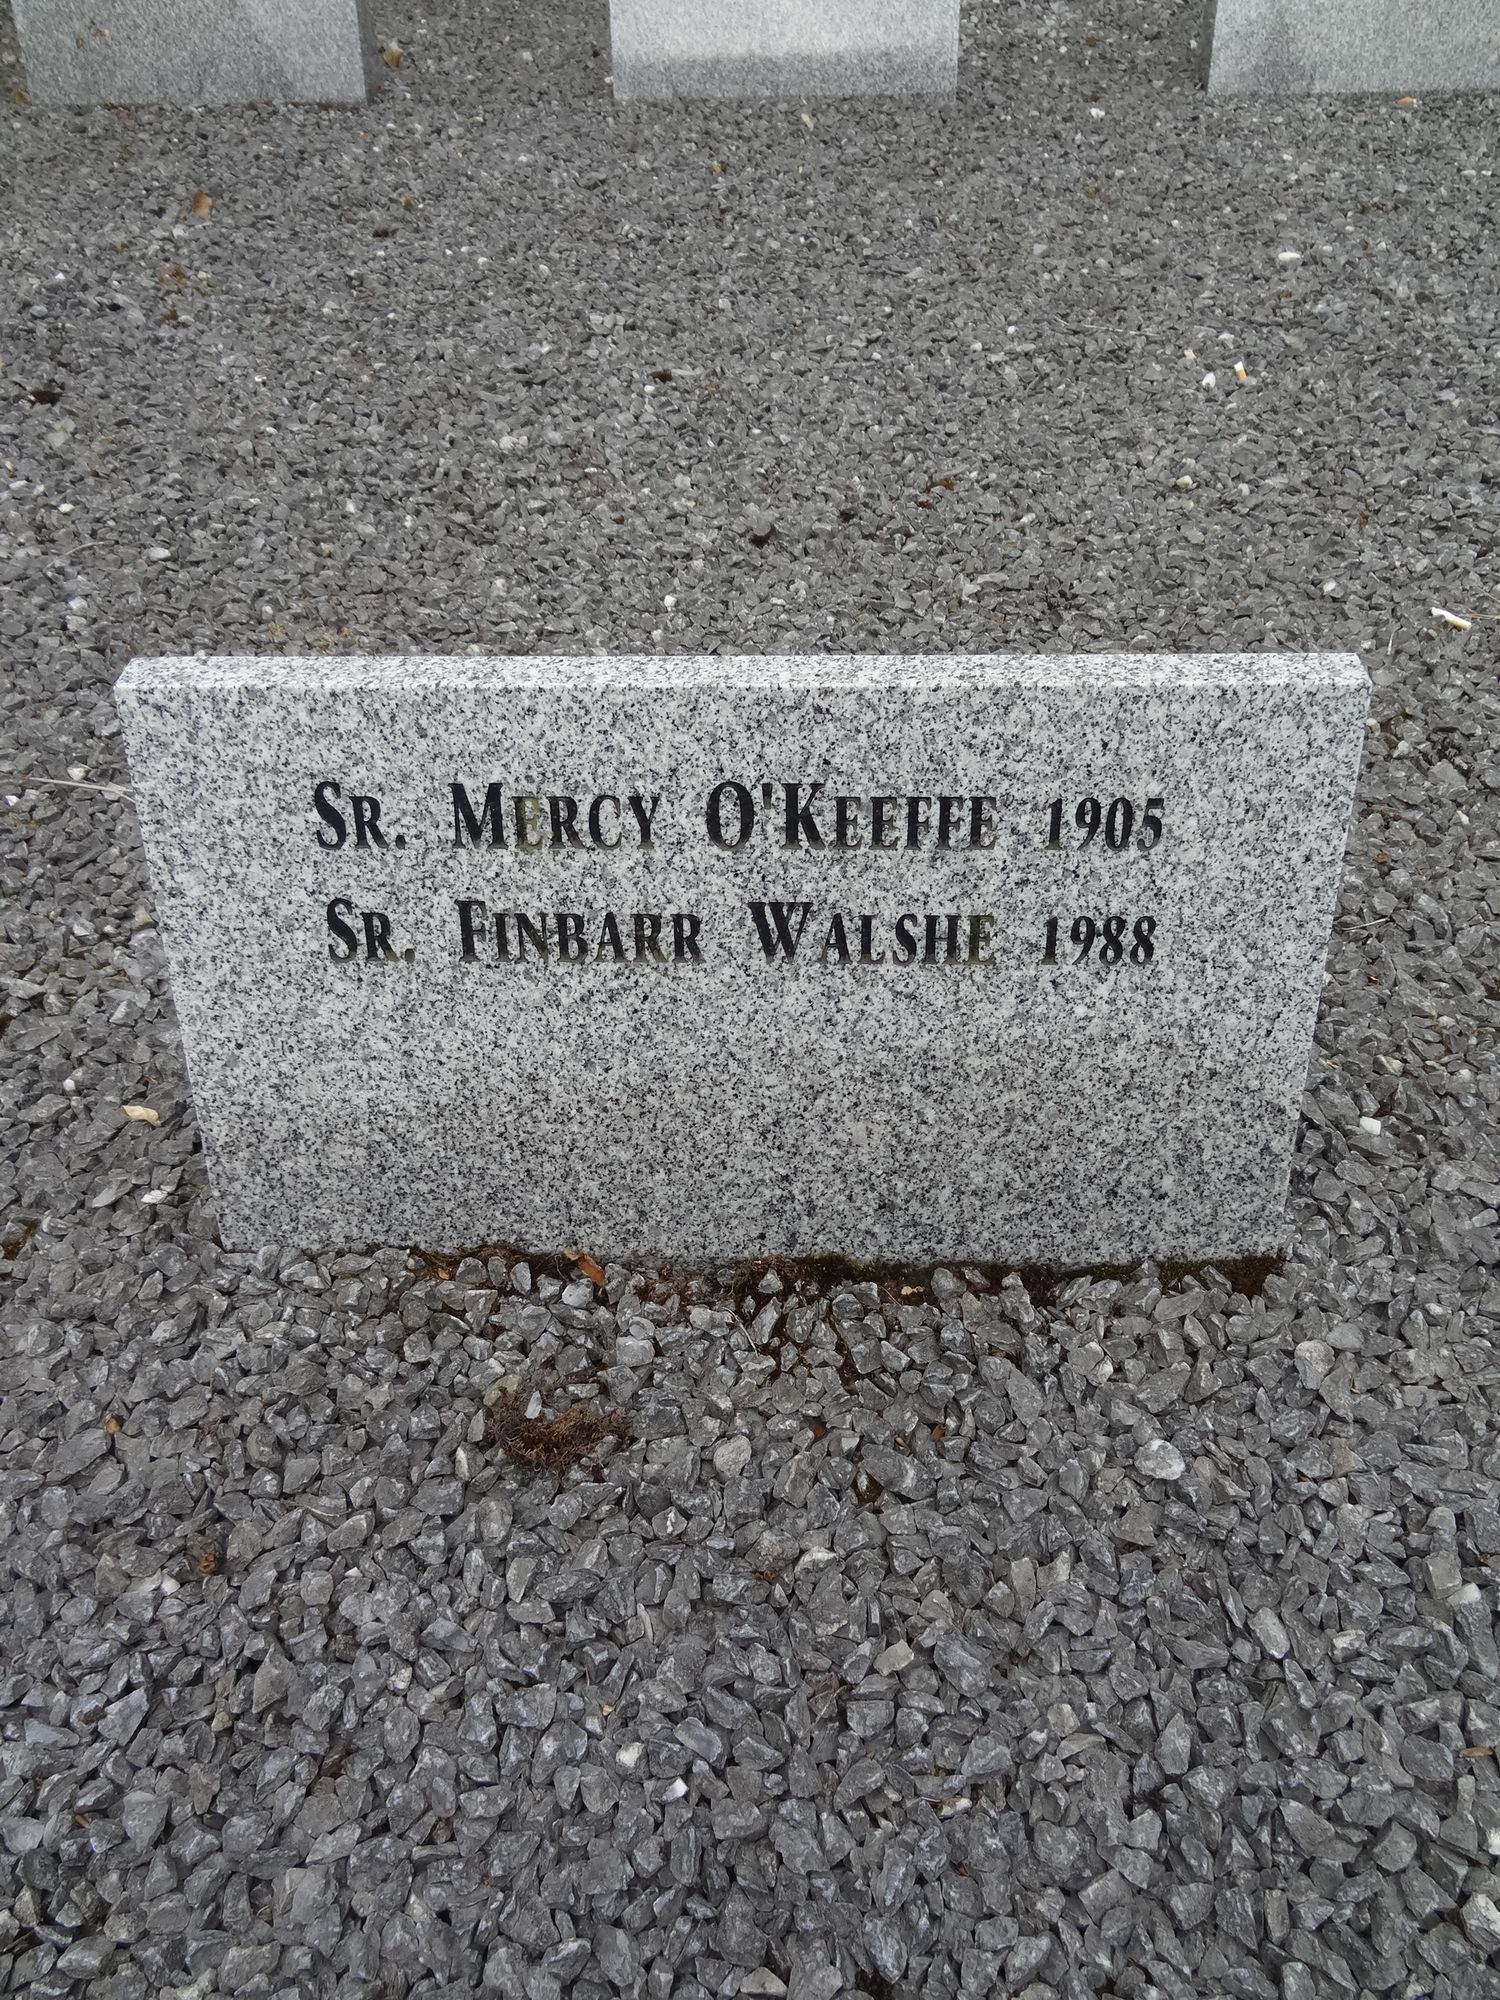 SR. MERCY O'KEEFFE 1905
SR. FINBARR WALSHE 1988